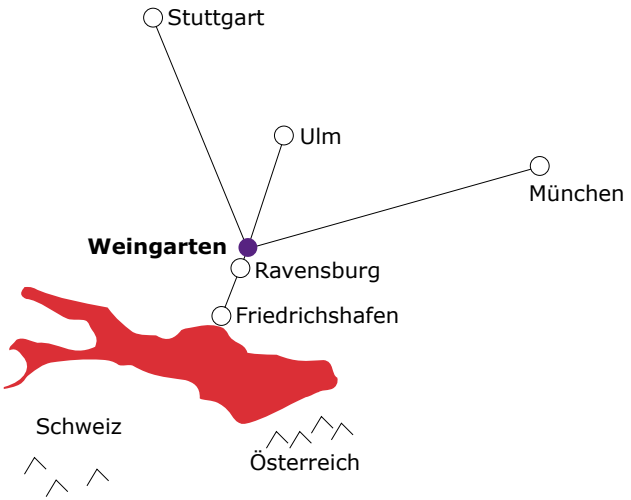 Stuttgart
Ulm
München
Weingarten
Ravensburg
Friedrichshafen
Schweiz
Österreich